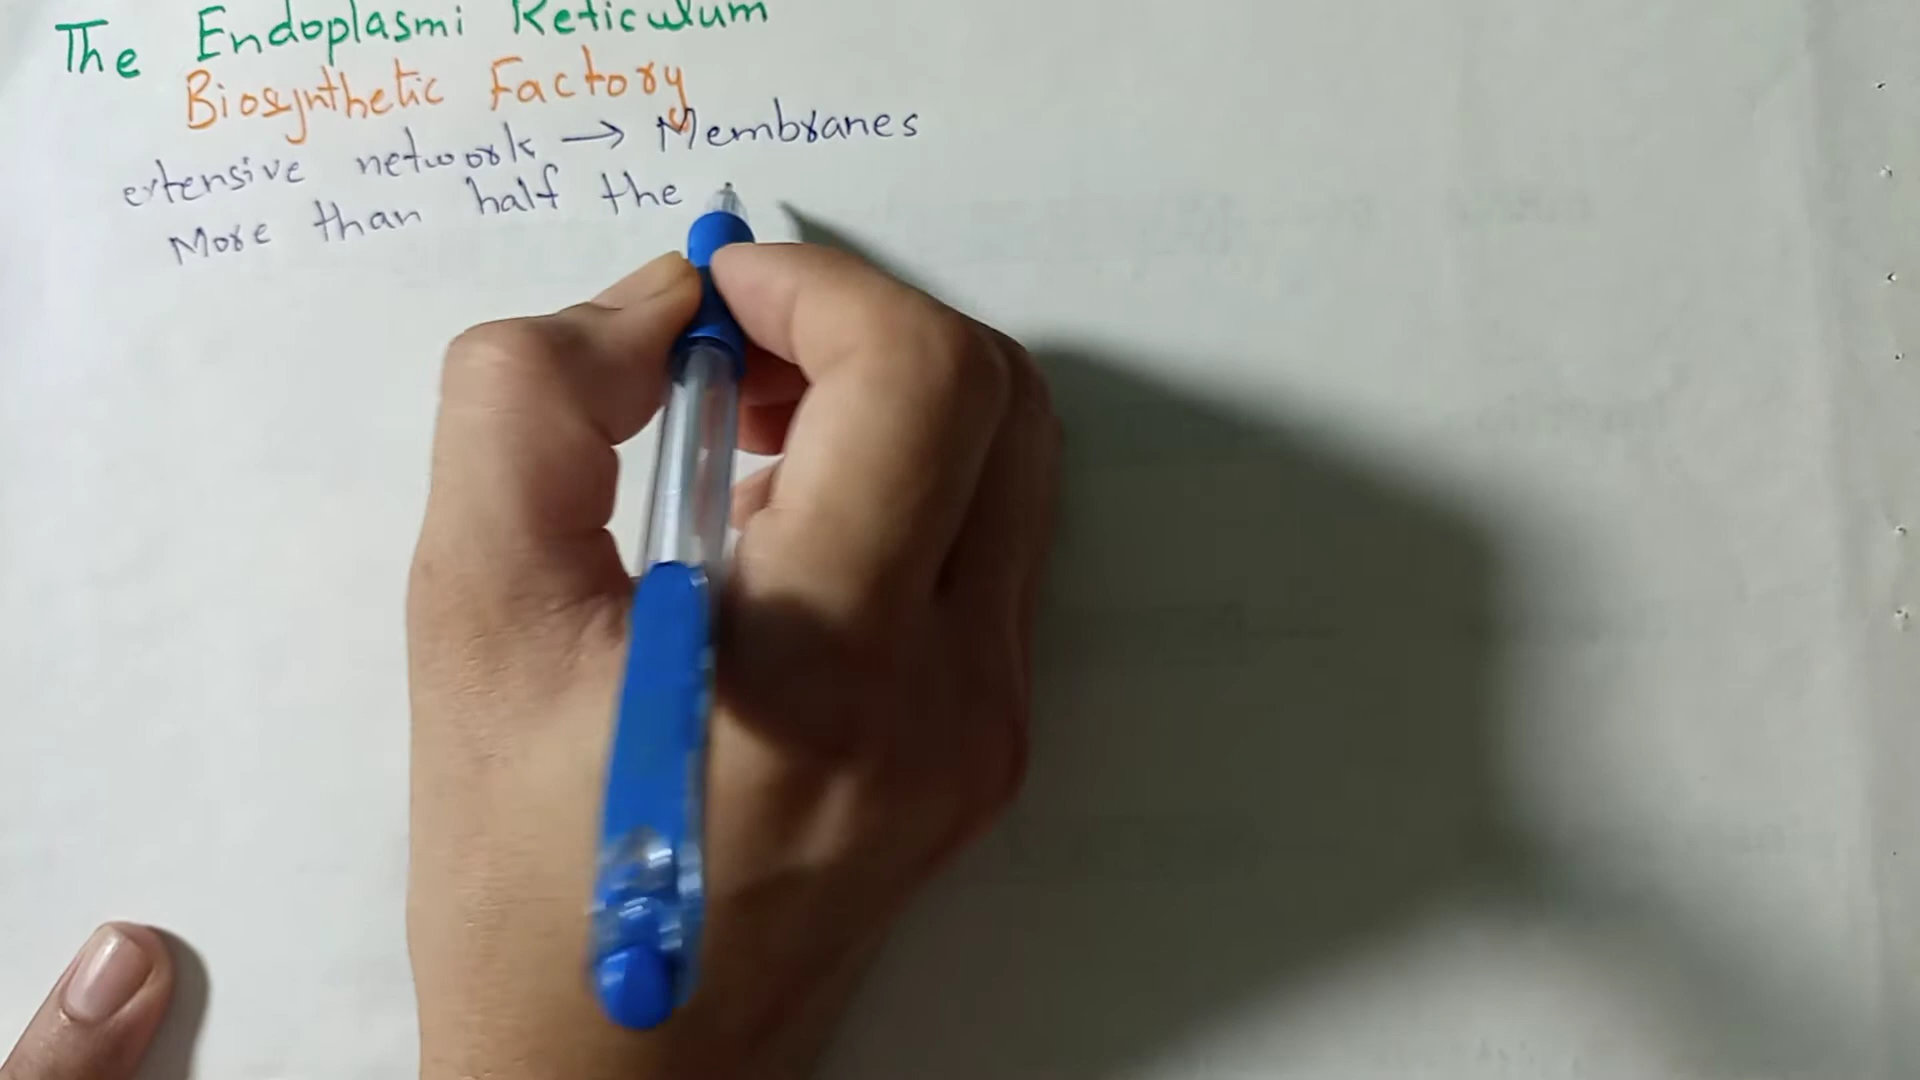 The Endoplasmi Reticulum
Biosynthetic Factory
extensive network → Membranes
More than half the